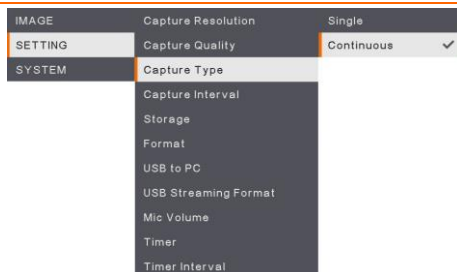 IMAGE
SETTING
SYSTEM
Capture Resolution
Capture Quality
Capture Type
Capture Interval
Storage
Format
USB to PC
USB Streaming Format
Mic Volume
Timer
Timer Interval
Single
Continuous ✓